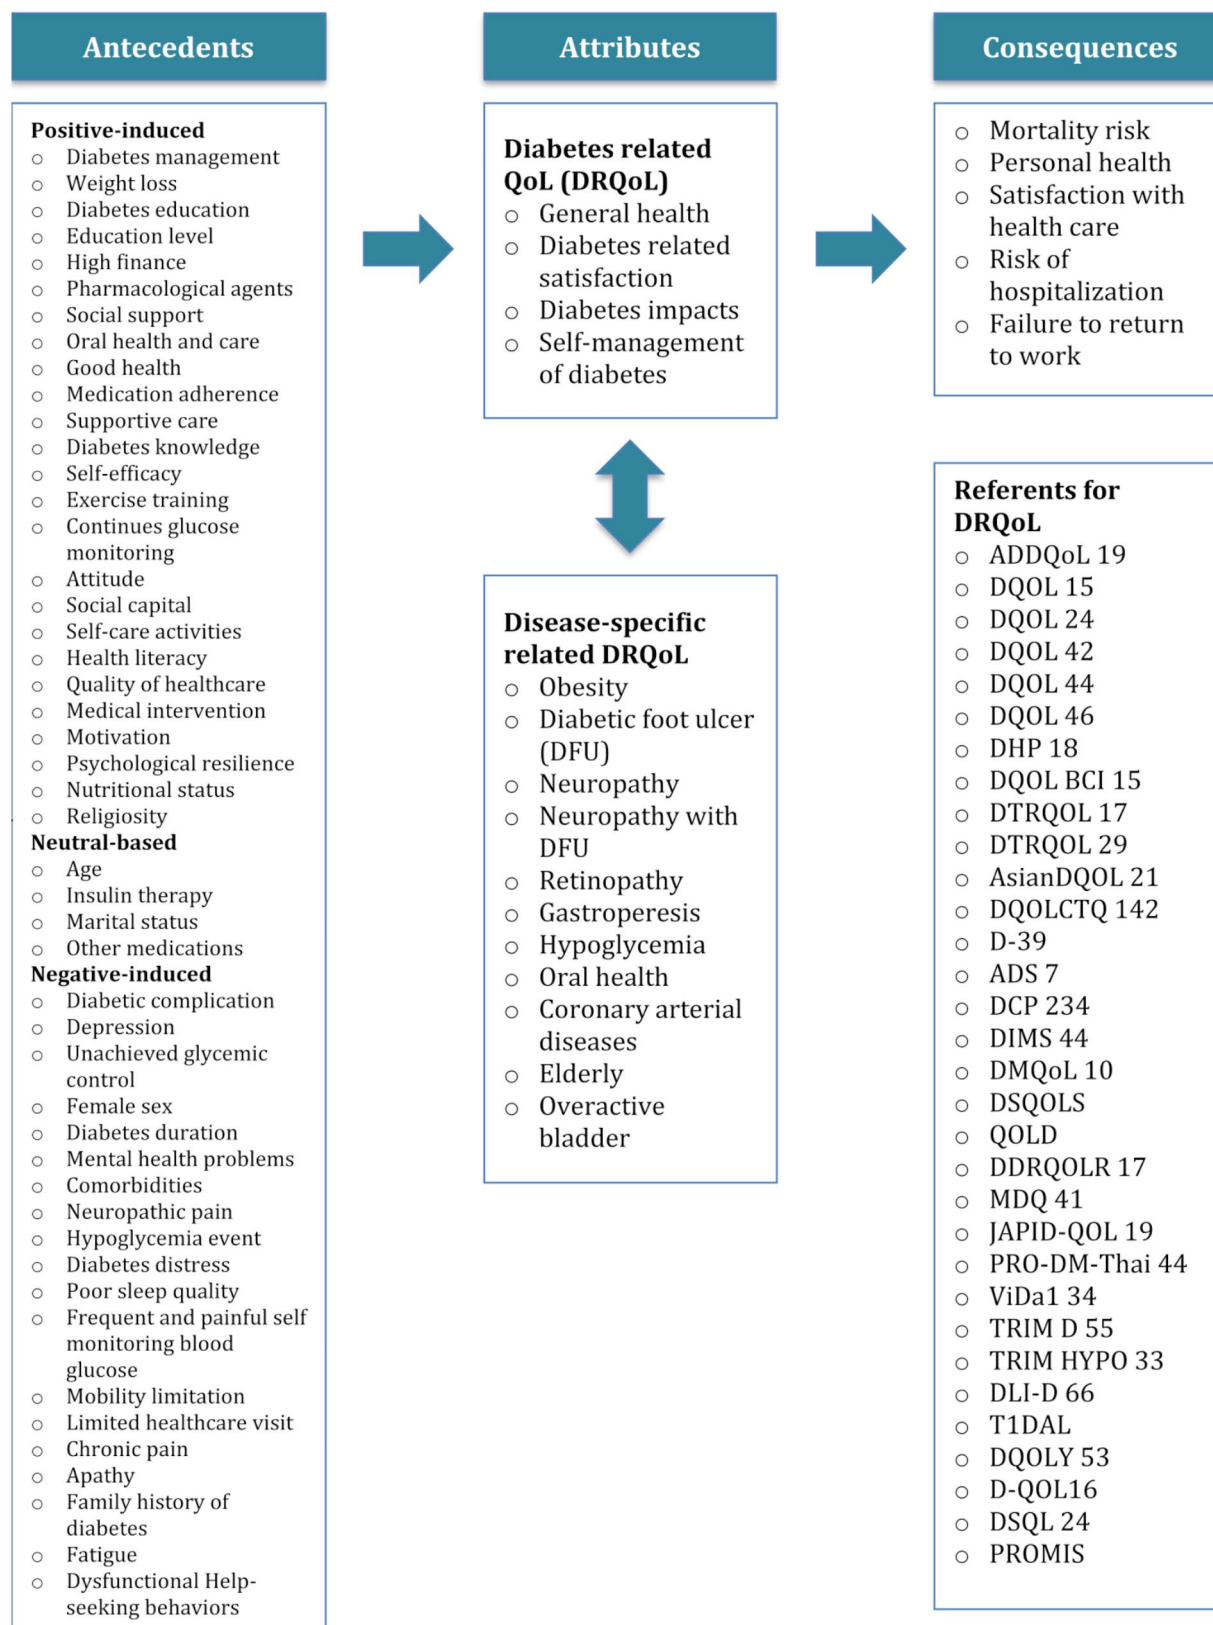 Antecedents
Positive-induced
○ Diabetes management
○ Weight loss
○ Diabetes education
○ Education level
○ High finance
○ Pharmacological agents
○ Social support
○ Oral health and care
○ Good health
○ Medication adherence
○ Supportive care
○ Diabetes knowledge
○ Self-efficacy
○ Exercise training
○ Continues glucose
monitoring
○ Attitude
○ Social capital
○ Self-care activities
○ Health literacy
○ Quality of healthcare
○ Medical intervention
○ Motivation
○ Psychological resilience
○ Nutritional status
○ Religiosity
Neutral-based
○ Age
○ Insulin therapy
○ Marital status
○ Other medications
Negative-induced
○ Diabetic complication
○ Depression
○ Unachieved glycemic
control
○ Female sex
○ Diabetes duration
○ Mental health problems
○ Comorbidities
○ Neuropathic pain
○ Hypoglycemia event
○ Diabetes distress
○ Poor sleep quality
○ Frequent and painful self
monitoring blood
glucose
○ Mobility limitation
○ Limited healthcare visit
○ Chronic pain
○ Apathy
○ Family history of
diabetes
○ Fatigue
○ Dysfunctional Help-
seeking behaviors
Attributes
Diabetes related
QoL (DRQoL)
○ General health
○ Diabetes related
satisfaction
○ Diabetes impacts
○ Self-management
of diabetes
Disease-specific
related DRQoL
○ Obesity
○ Diabetic foot ulcer
(DFU)
○ Neuropathy
○ Neuropathy with
DFU
○ Retinopathy
○ Gastroperesis
○ Hypoglycemia
○ Oral health
○ Coronary arterial
diseases
○ Elderly
○ Overactive
bladder
Consequences
○ Mortality risk
○ Personal health
○ Satisfaction with
health care
○ Risk of
hospitalization
○ Failure to return
to work
Referents for
DRQoL
○ ADDQoL 19
○ DQOL 15
○ DQOL 24
○ DQOL 42
○ DQOL 44
○ DQOL 46
○ DHP 18
○ DQOL BCI 15
○ DTRQOL 17
○ DTRQOL 29
○ AsianDQOL 21
○ DQOLCTQ 142
○ D-39
○ ADS 7
○ DCP 234
○ DIMS 44
○ DMQoL 10
○ DSQOLS
○ QOLD
○ DDRQOLR 17
○ MDQ 41
○ JAPID-QOL 19
○ PRO-DM-Thai 44
○ ViDa1 34
○ TRIM D 55
○ TRIM HYPO 33
○ DLI-D 66
○ T1DAL
○ DQOLY 53
○ D-QOL16
○ DSQL 24
○ PROMIS